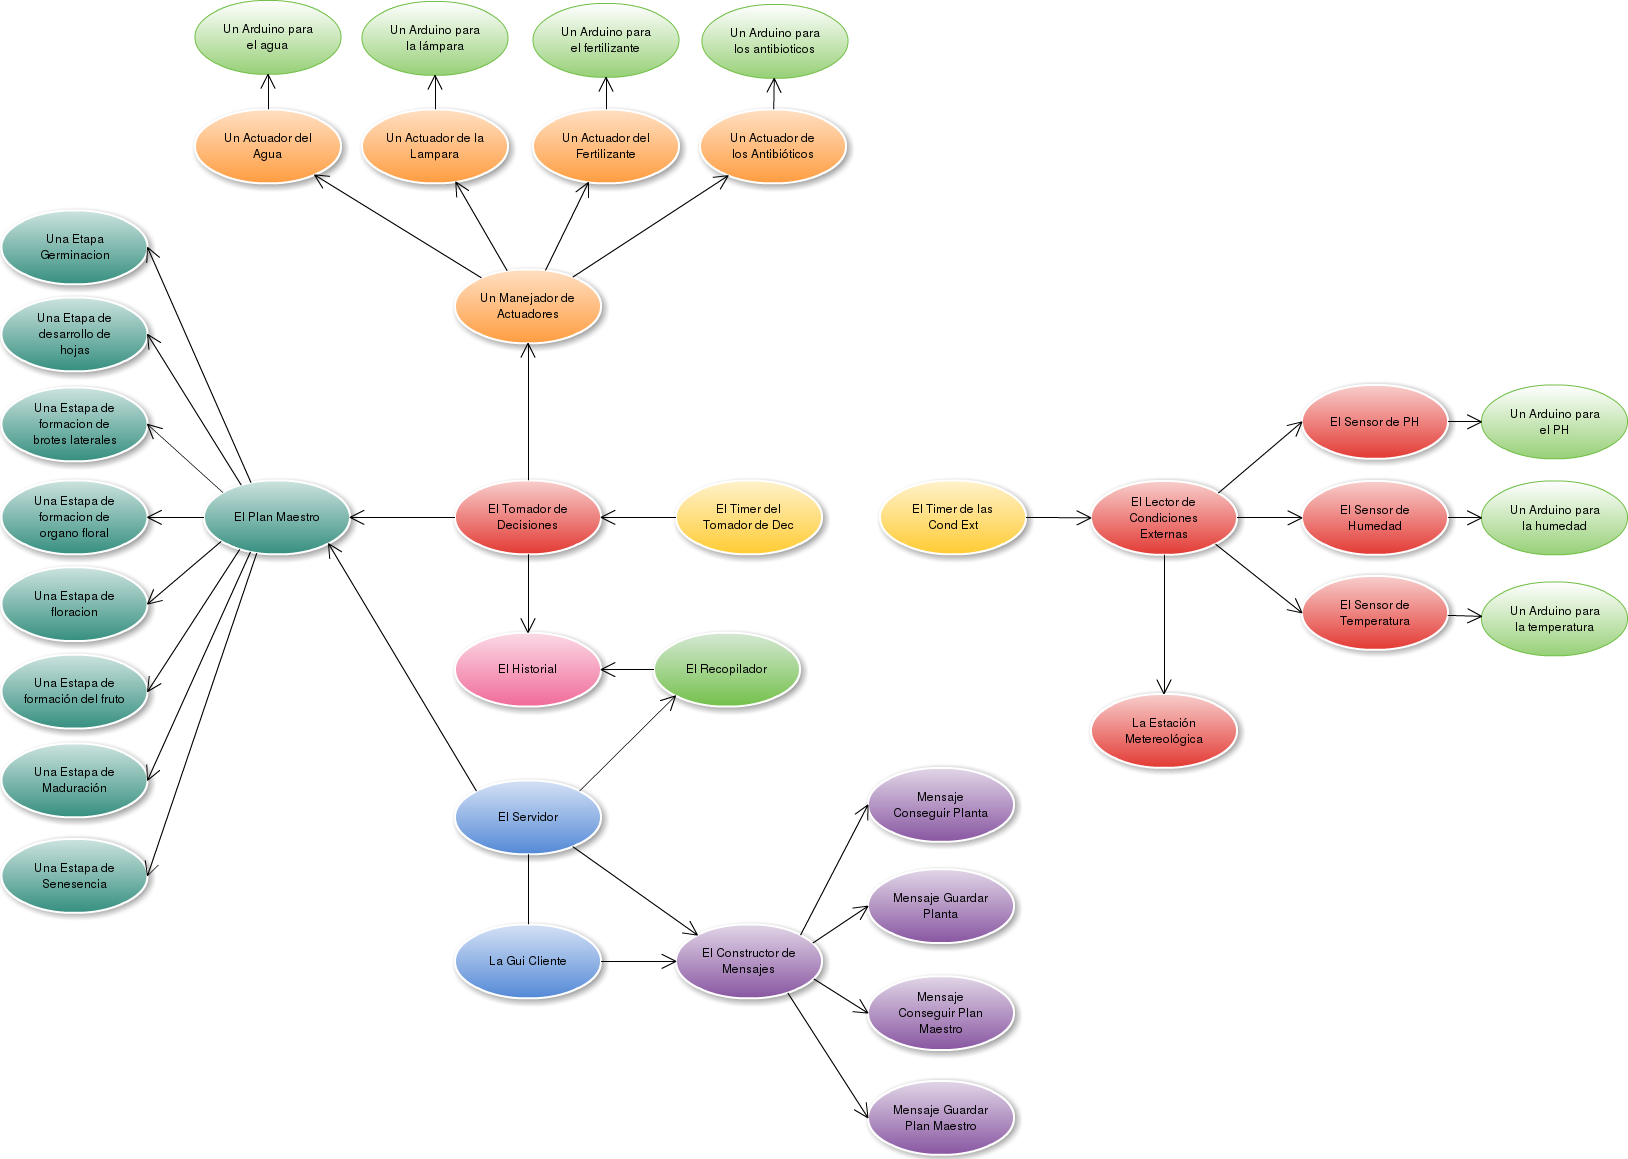 Un Arduino para
el agua
Un Arduino para
la lámpara
Un Arduino para
el fertilizante
Un Arduino para
los antibioticos
Un Actuador del
Agua
Un Actuador de la
Lampara
Un Actuador del
Fertilizante
Un Actuador de
los Antibióticos
Una Etapa
Germinacion
Una Etapa de
desarrollo de
hojas
Una Estapa de
formacion de
brotes laterales
Una Estapa de
formacion de
organo floral
Una Estapa de
floracion
Una Estapa de
formación del fruto
Una Estapa de
Maduración
Una Estapa de
Senesencia
Un Manejador de
Actuadores
El Plan Maestro
El Tomador de
Decisiones
El Timer del
Tomador de Dec
El Timer de las
Cond Ext
El Lector de
Condiciones
Externas
El Sensor de PH
Un Arduino para
el PH
El Sensor de
Humedad
Un Arduino para
la humedad
El Sensor de
Temperatura
Un Arduino para
la temperatura
La Estación
Metereológica
El Historial
El Recopilador
El Servidor
La Gui Cliente
El Constructor de
Mensajes
Mensaje
Conseguir Planta
Mensaje Guardar
Planta
Mensaje
Conseguir Plan
Maestro
Mensaje Guardar
Plan Maestro